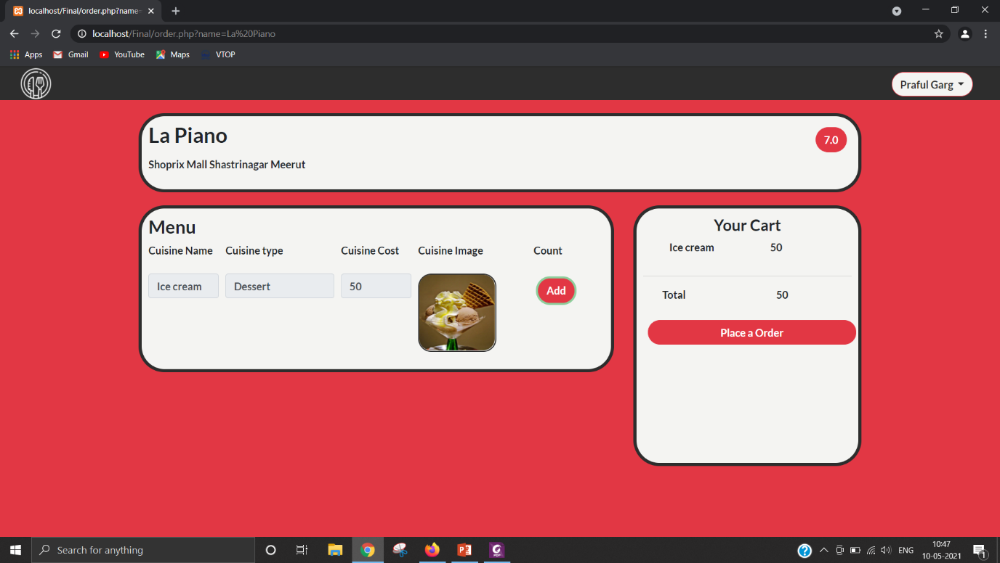 localhost/Final/order.php?name=
localhost/Final/order.php?name=La%20Piano
Apps Gmail YouTube Maps VTOP
Praful Garg
La Piano
7.0
Shoprix Mall Shastrinagar Meerut
Menu
Cuisine Name Cuisine type Cuisine Cost Cuisine Image Count
Ice cream Dessert 50 Add
Your Cart
Ice cream 50
Total 50
Place a Order
Search for anything
ENG
10:47
10-05-2021
1